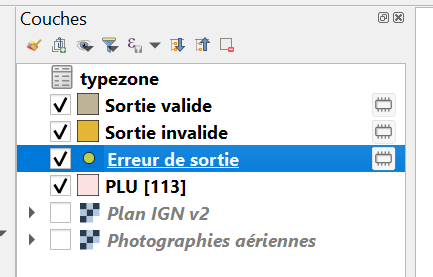 Couches
typezone
Sortie valide
Sortie invalide
Erreur de sortie
PLU [113]
Plan IGN v2
Photographies aériennes